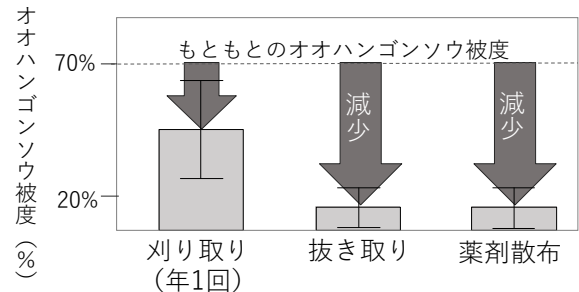 オオハンゴンソウ被度（%）
もともとのオオハンゴンソウ被度
70%
減少
減少
20%
刈り取り
（年1回）
抜き取り
薬剤散布